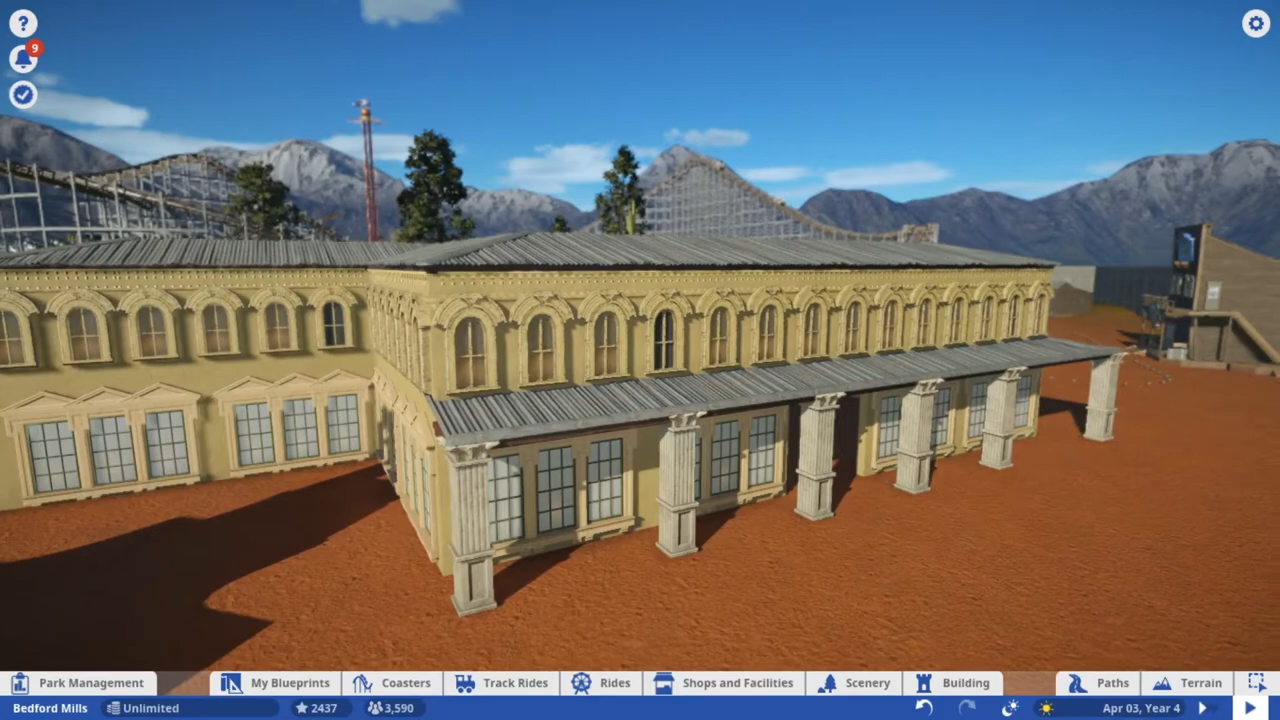 ?
9
Park Management
My Blueprints
Coasters
Track Rides
Rides
Shops and Facilities
Scenery
Building
Paths
Terrain
Bedford Mills
Unlimited
2437
3,590
Apr 03, Year 4